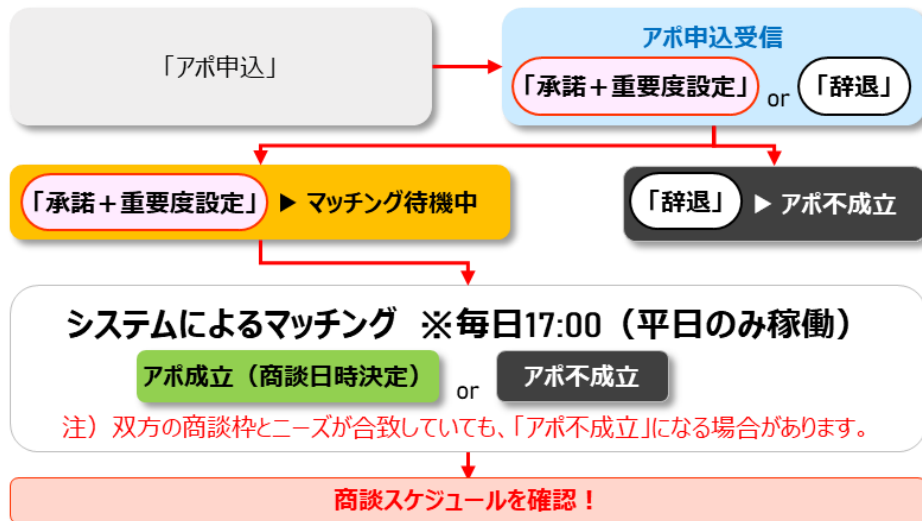 「アポ申込」
アポ申込受信
「承諾+重要度設定」 or 「辞退」
「承諾+重要度設定」 ▶ マッチング待機中
「辞退」 ▶ アポ不成立
システムによるマッチング ※毎日17:00(平日のみ稼働)
アポ成立(商談日時決定) or アポ不成立
注)双方の商談枠とニーズが合致していても、「アポ不成立」になる場合があります。
商談スケジュールを確認!